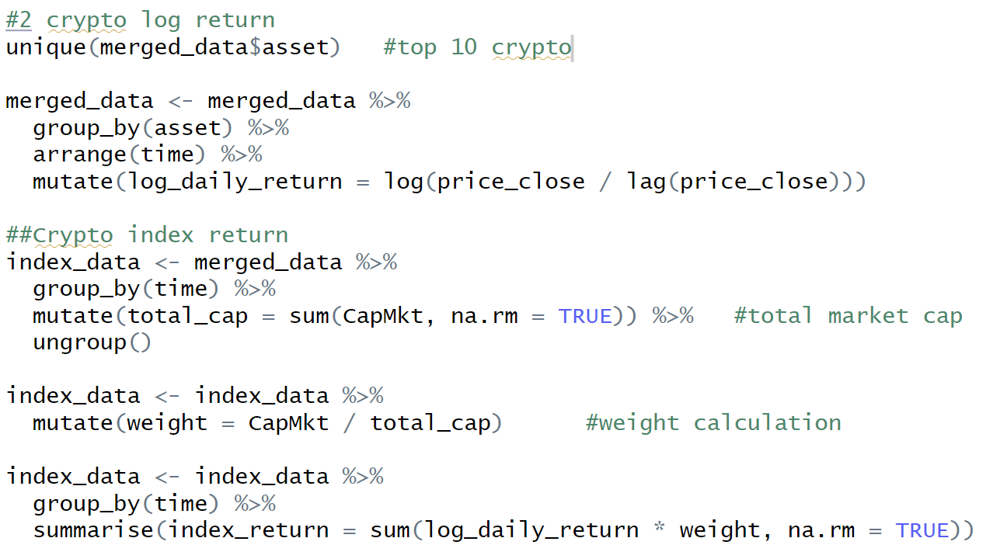 #2 crypto log return
unique(merged_data$asset)   #top 10 crypto

merged_data <- merged_data %>%
  group_by(asset) %>%
  arrange(time) %>%
  mutate(log_daily_return = log(price_close / lag(price_close)))

##Crypto index return
index_data <- merged_data %>%
  group_by(time) %>%
  mutate(total_cap = sum(CapMkt, na.rm = TRUE)) %>%   #total market cap
  ungroup()

index_data <- index_data %>%
  mutate(weight = CapMkt / total_cap)      #weight calculation

index_data <- index_data %>%
  group_by(time) %>%
  summarise(index_return = sum(log_daily_return * weight, na.rm = TRUE))